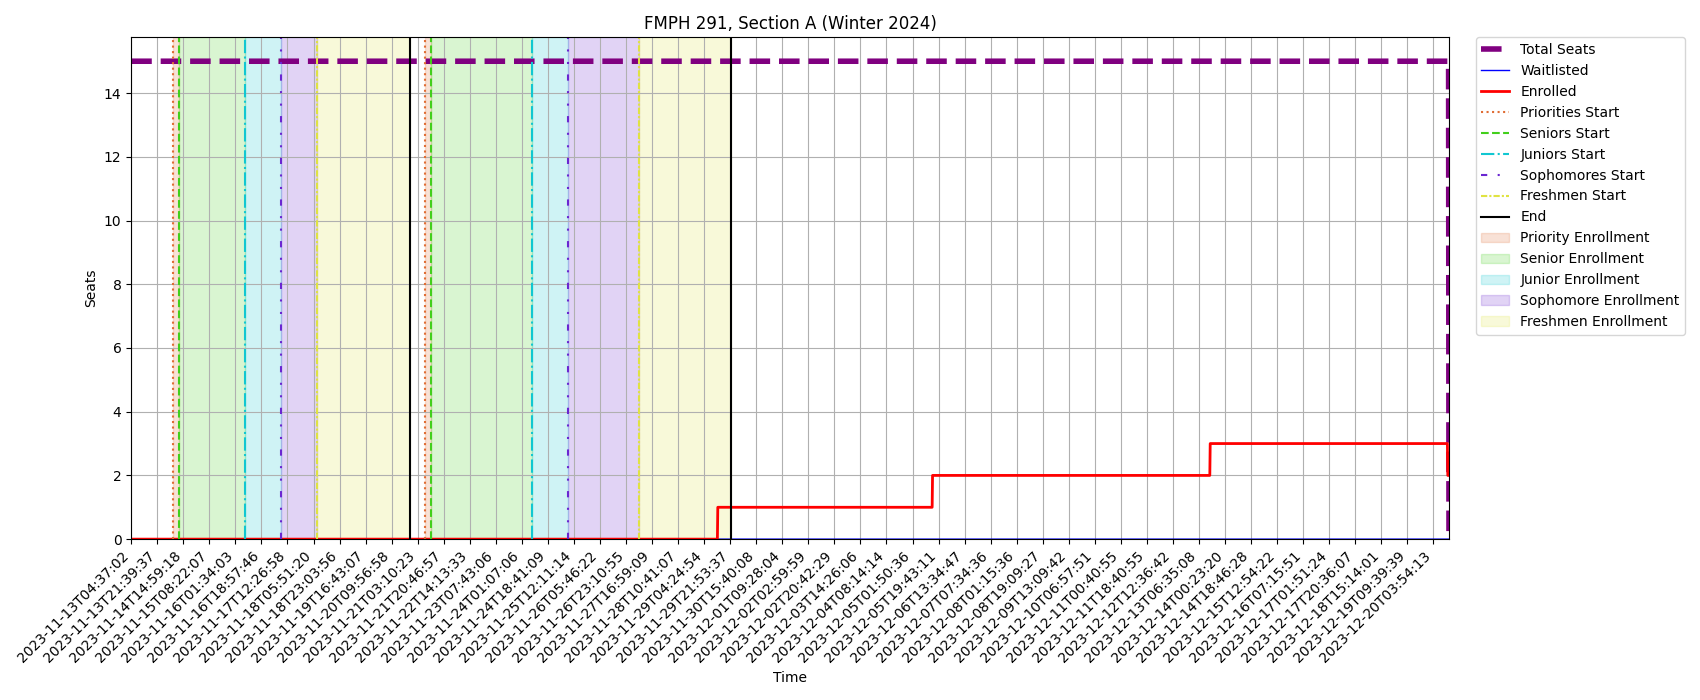 FMPH 291, Section A (Winter 2024)
Seats
14
12
10
8
6
4
2
0
2023-11-13T04:37:02
2023-11-13T21:39:37
2023-11-14T14:59:18
2023-11-15T08:22:07
2023-11-16T01:34:03
2023-11-16T18:57:46
2023-11-17T12:26:58
2023-11-18T05:51:20
2023-11-18T23:03:56
2023-11-19T16:43:07
2023-11-20T09:56:58
2023-11-21T03:10:23
2023-11-21T20:46:57
2023-11-22T14:13:33
2023-11-23T07:43:06
2023-11-24T01:07:06
2023-11-24T18:41:09
2023-11-25T12:11:14
2023-11-26T05:46:22
2023-11-26T23:10:55
2023-11-27T16:59:09
2023-11-28T10:41:07
2023-11-29T04:24:54
2023-11-29T21:53:37
2023-11-30T15:40:08
2023-12-01T09:28:04
2023-12-02T02:59:59
2023-12-02T20:42:29
2023-12-03T14:26:06
2023-12-04T08:14:14
2023-12-05T01:50:36
2023-12-05T19:43:11
2023-12-06T13:34:47
2023-12-07T07:34:36
2023-12-08T01:15:36
2023-12-08T19:09:27
2023-12-09T13:09:42
2023-12-10T06:57:51
2023-12-11T00:40:55
2023-12-11T18:40:55
2023-12-12T12:36:42
2023-12-13T06:35:08
2023-12-14T00:23:20
2023-12-14T18:46:28
2023-12-15T12:54:22
2023-12-16T07:15:51
2023-12-17T01:51:24
2023-12-17T20:36:07
2023-12-18T15:14:01
2023-12-19T09:39:39
2023-12-20T03:54:13
Time
Total Seats
Waitlisted
Enrolled
Priorities Start
Seniors Start
Juniors Start
Sophomores Start
Freshmen Start
End
Priority Enrollment
Senior Enrollment
Junior Enrollment
Sophomore Enrollment
Freshmen Enrollment